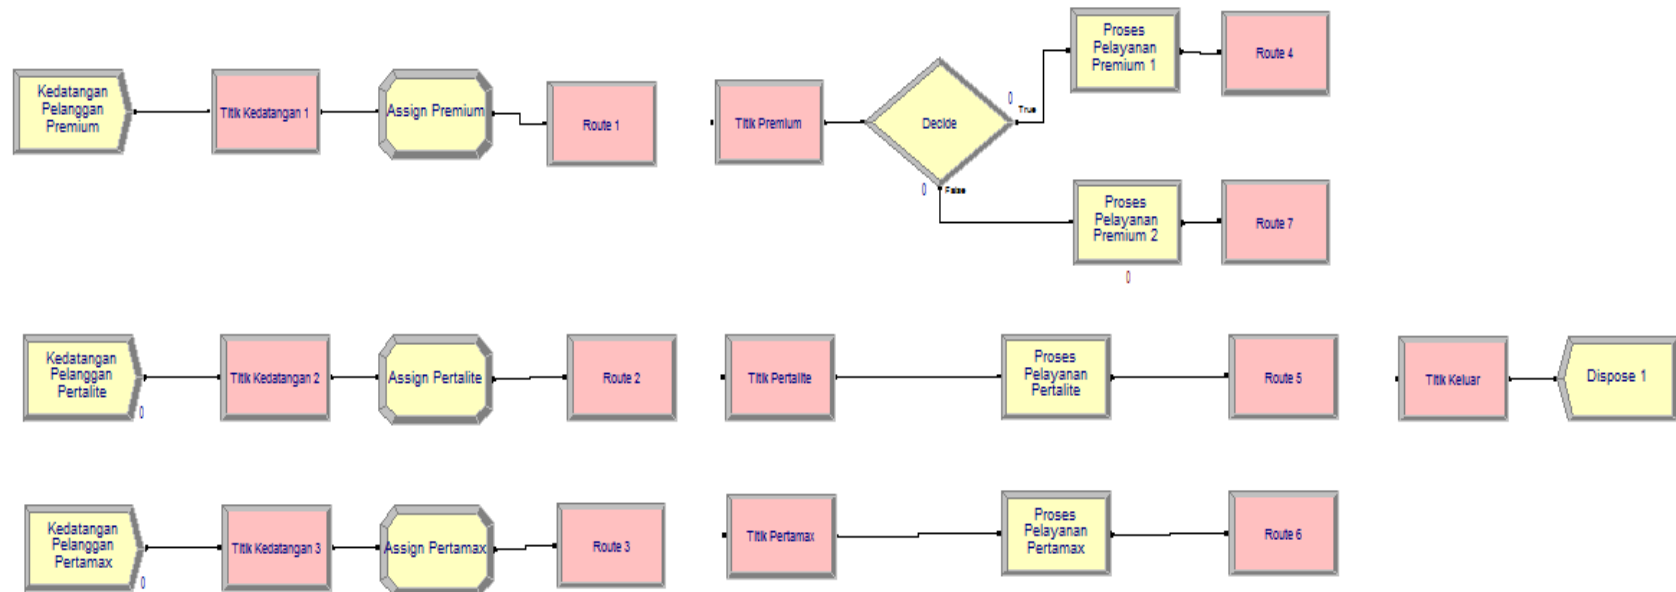 Kedatangan
Pelanggan
Premium
Titik Kedatangan 1
Assign Premium
Route 1
Titik Premium
Decide
0
True
0
False
Proses
Pelayanan
Premium 1
Route 4
Proses
Pelayanan
Premium 2
0
Route 7
Kedatangan
Pelanggan
Pertalite
0
Titik Kedatangan 2
Assign Pertalite
Route 2
Titik Pertalite
Proses
Pelayanan
Pertalite
Route 5
Titik Keluar
Dispose 1
Kedatangan
Pelanggan
Pertamax
0
Titik Kedatangan 3
Assign Pertamax
Route 3
Titik Pertamax
Proses
Pelayanan
Pertamax
Route 6